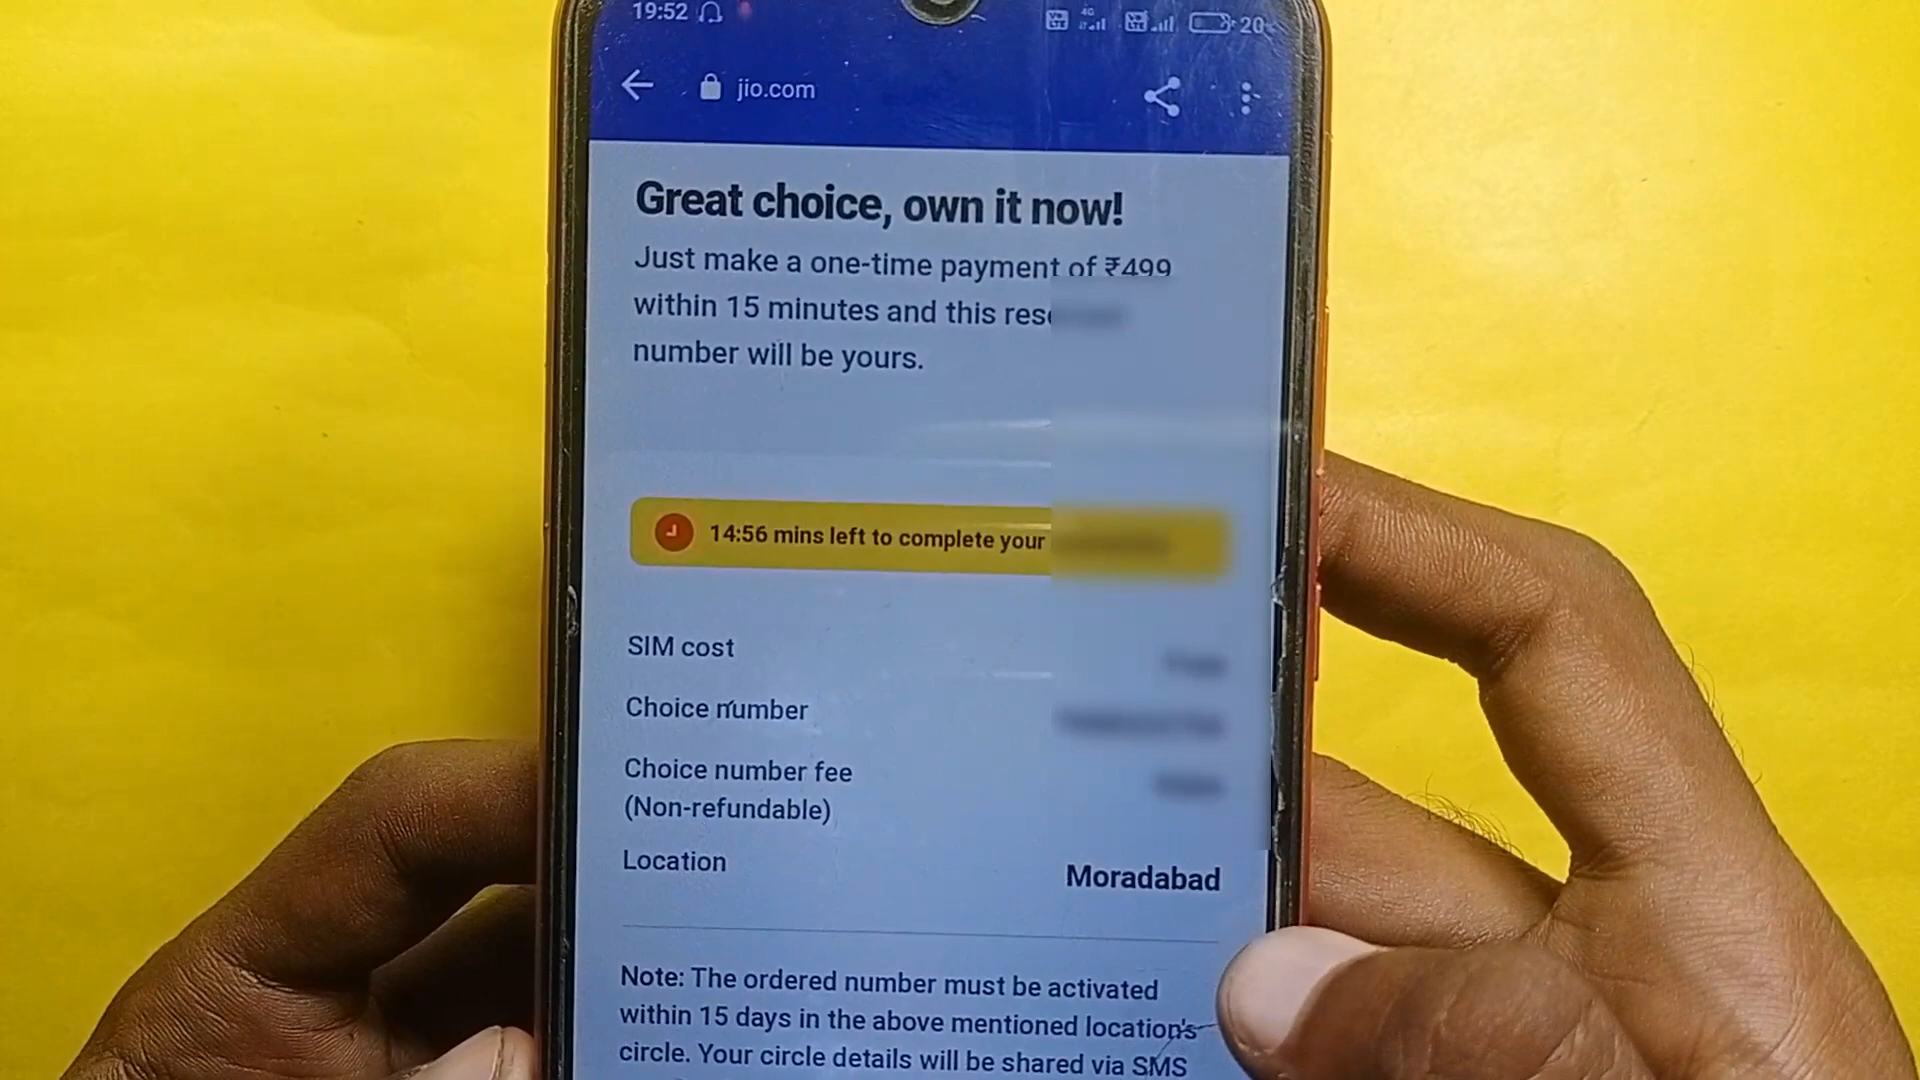 19:52
20
jio.com
Great choice, own it now!
Just make a one-time payment of ₹499
within 15 minutes and this
number will be yours.
14:56 mins left to complete your
SIM cost
Choice number
Choice number fee
(Non-refundable)
Location
Moradabad
Note: The ordered number must be activated
within 15 days in the above mentioned location's
circle. Your circle details will be shared via SMS